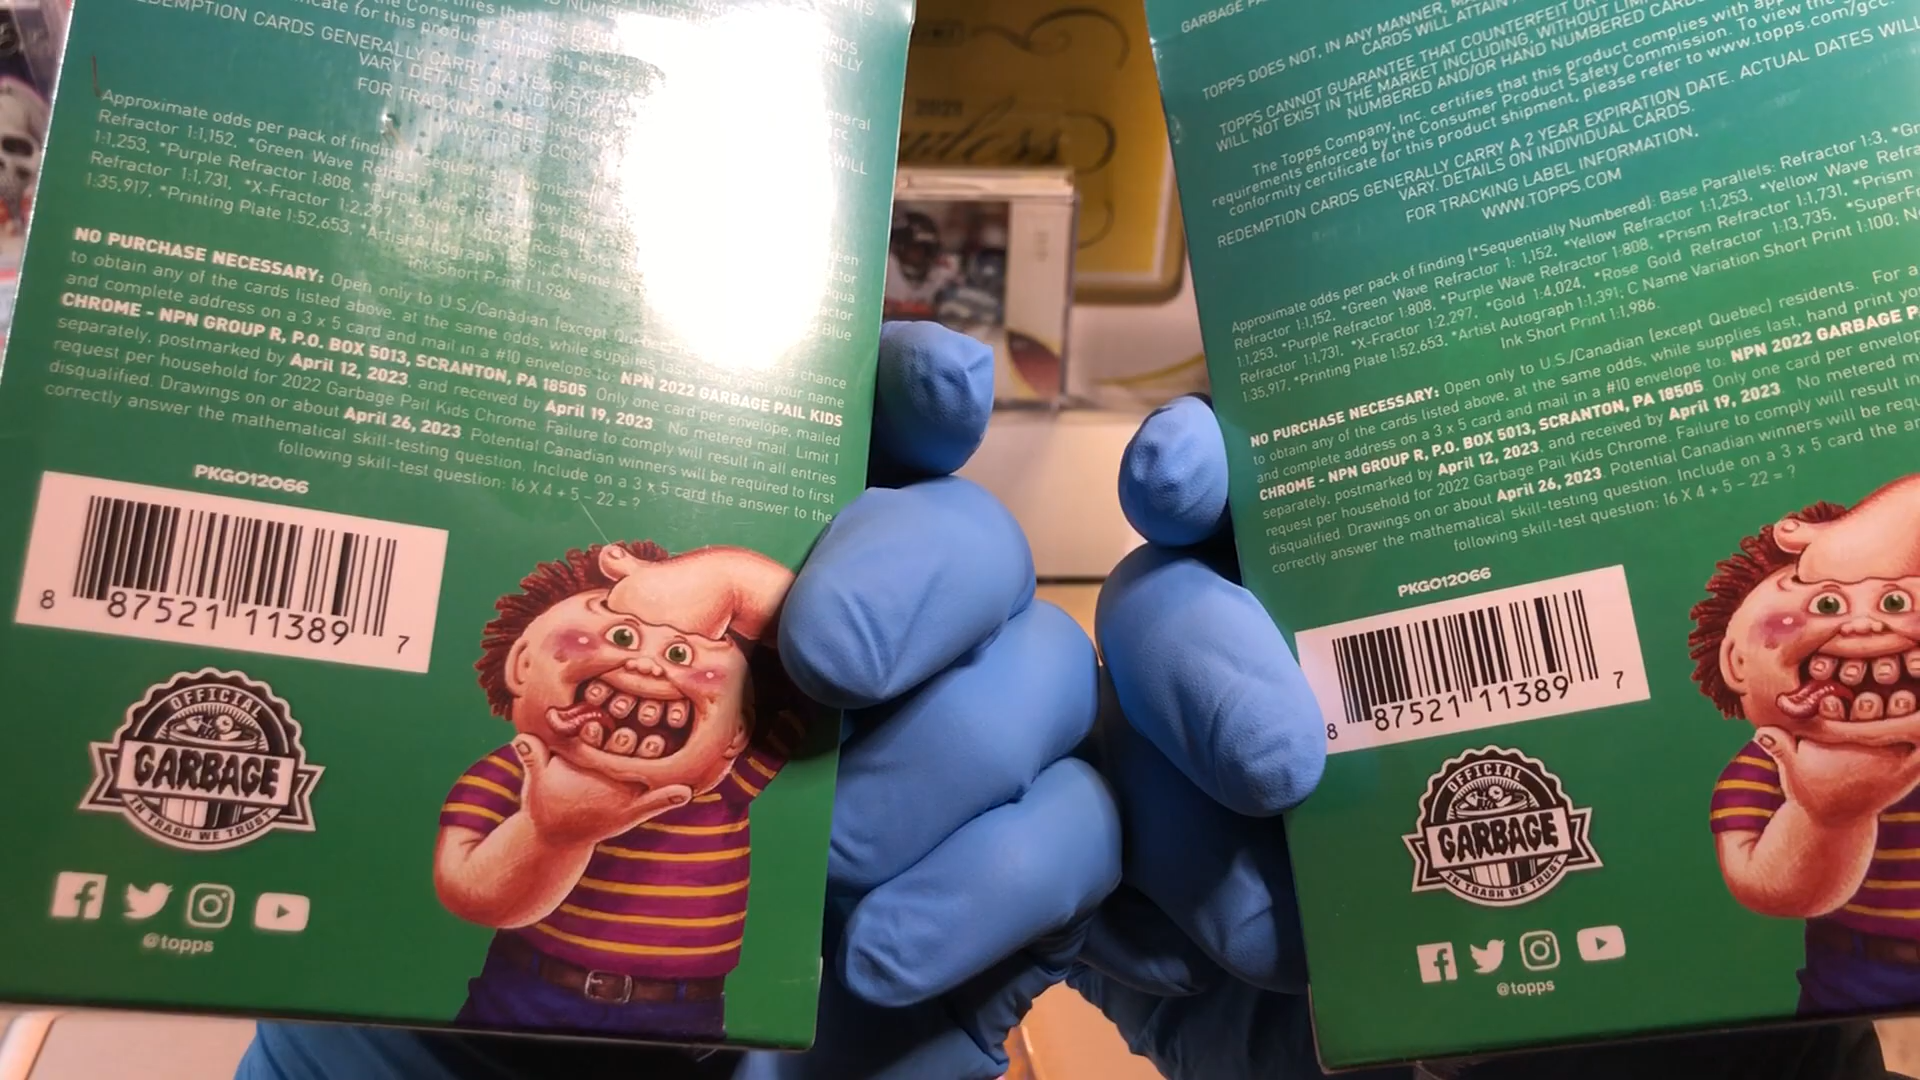 REDEMPTION CARDS GENERALLY CARRY A 2 YEAR
VARY. DETAILS ON INDIVIDUAL
FOR TRACKING LABEL
WWW.TOPPS.COM
Approximate odds per pack of finding
Refractor 1:1,152, *Green Wave
1:1,253, *Purple Refractor 1:808, *Purple Wave
Refractor 1:1,731, *X-Fractor 1:2,297,
1:35,917, *Printing Plate 1:52,653, *Artist Autograph
Ink Short Print 1:1,986
NO PURCHASE NECESSARY: Open only to U.S./Canadian (except
to obtain any of the cards listed above, at the same odds, while supplies last, hand print your name
and complete address on a 3 x 5 card and mail in a #10 envelope to: NPN 2022 GARBAGE PAIL KIDS
CHROME - NPN GROUP R, P.O. BOX 5013, SCRANTON, PA 18505 Only one card per envelope, mailed
separately, postmarked by April 12, 2023, and received by April 19, 2023 No metered mail. Limit 1
request per household for 2022 Garbage Pail Kids Chrome. Failure to comply will result in all entries
disqualified. Drawings on or about April 26, 2023 Potential Canadian winners will be required to first
correctly answer the mathematical skill-testing question. Include on a 3 x 5 card the answer to the
following skill-test question: 16 X 4 + 5 - 22 = ?
PKG012066
8 87521 11389 7
OFFICIAL
GARBAGE
IN TRASH WE TRUST
@topps
GARBAGE
TOPPS DOES NOT, IN ANY MANNER,
CARDS WILL ATTAIN
TOPPS CANNOT GUARANTEE THAT COUNTERFEIT OR
WILL NOT EXIST IN THE MARKET INCLUDING, WITHOUT
NUMBERED AND/OR HAND NUMBERED
The Topps Company, Inc. certifies that this product complies with
requirements enforced by the Consumer Product Safety Commission. To view the
conformity certificate for this product shipment, please refer to www.topps.com/gcc.
REDEMPTION CARDS GENERALLY CARRY A 2 YEAR EXPIRATION DATE. ACTUAL DATES WILL
VARY. DETAILS ON INDIVIDUAL CARDS.
FOR TRACKING LABEL INFORMATION,
WWW.TOPPS.COM
Approximate odds per pack of finding (*Sequentially Numbered): Base Parallels: Refractor 1:3,
Refractor 1:1,152, *Green Wave Refractor 1: 1,152, *Yellow Refractor 1:1,253, *Yellow Wave
1:1,253, *Purple Refractor 1:808, *Purple Wave Refractor 1:808, *Prism Refractor 1:1,731, *Prism
Refractor 1:1,731, *X-Fractor 1:2,297, *Gold 1:4,024, *Rose Gold Refractor 1:13,735,
1:35,917, *Printing Plate 1:52,653, *Artist Autograph 1:1,391; C Name Variation Short Print 1:100;
Ink Short Print 1:1,986
NO PURCHASE NECESSARY: Open only to U.S./Canadian (except Quebec) residents. For a
to obtain any of the cards listed above, at the same odds, while supplies last, hand print
and complete address on a 3 x 5 card and mail in a #10 envelope to: NPN 2022 GARBAGE
CHROME - NPN GROUP R, P.O. BOX 5013, SCRANTON, PA 18505 Only one card per
separately, postmarked by April 12, 2023, and received by April 19, 2023 No metered
request per household for 2022 Garbage Pail Kids Chrome. Failure to comply will result in
disqualified. Drawings on or about April 26, 2023 Potential Canadian winners will be
correctly answer the mathematical skill-testing question. Include on a 3 x 5 card the
following skill-test question: 16 X 4 + 5 - 22 = ?
PKG012066
8 87521 11389 7
OFFICIAL
GARBAGE
IN TRASH WE TRUST
@topps